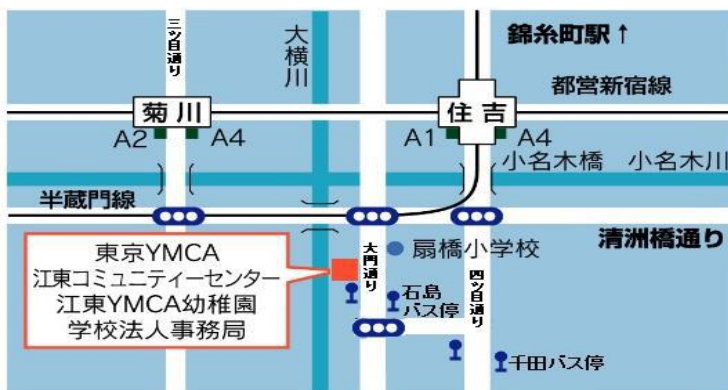 三ッ目通り
大横川
錦糸町駅↑
都営新宿線
菊川
住吉
A2
A4
A1
A4
小名木橋
小名木川
半蔵門線
清洲橋通り
東京YMCA
江東コミュニティーセンター
江東YMCA幼稚園
学校法人事務局
大門通り
扇橋小学校
四ッ目通り
石島
バス停
千田バス停